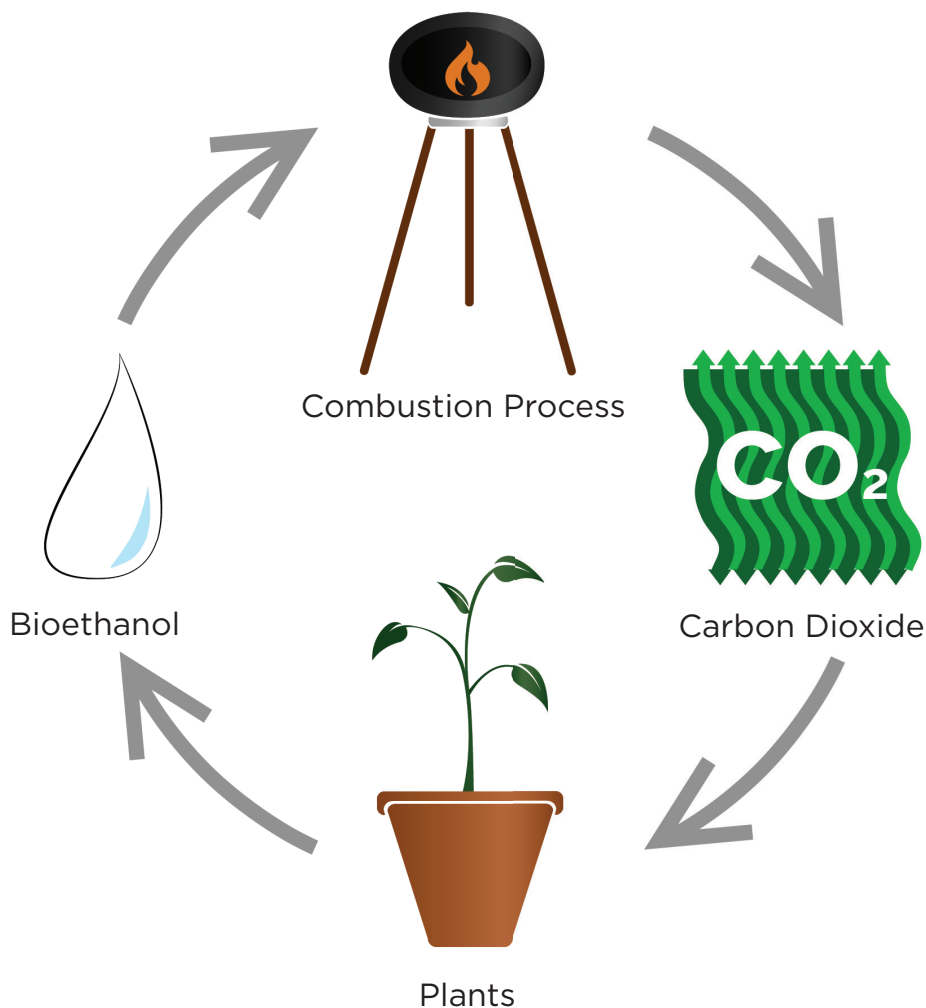 Combustion Process
CO₂
Bioethanol
Carbon Dioxide
Plants